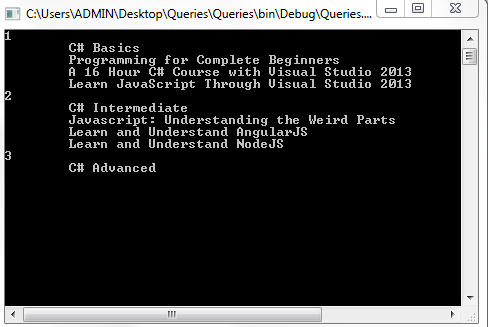 C:\Users\ADMIN\Desktop\Queries\Queries\bin\Debug\Queries....
1
C# Basics
Programming for Complete Beginners
A 16 Hour C# Course with Visual Studio 2013
Learn JavaScript Through Visual Studio 2013
2
C# Intermediate
Javascript: Understanding the Weird Parts
Learn and Understand AngularJS
Learn and Understand NodeJS
3
C# Advanced